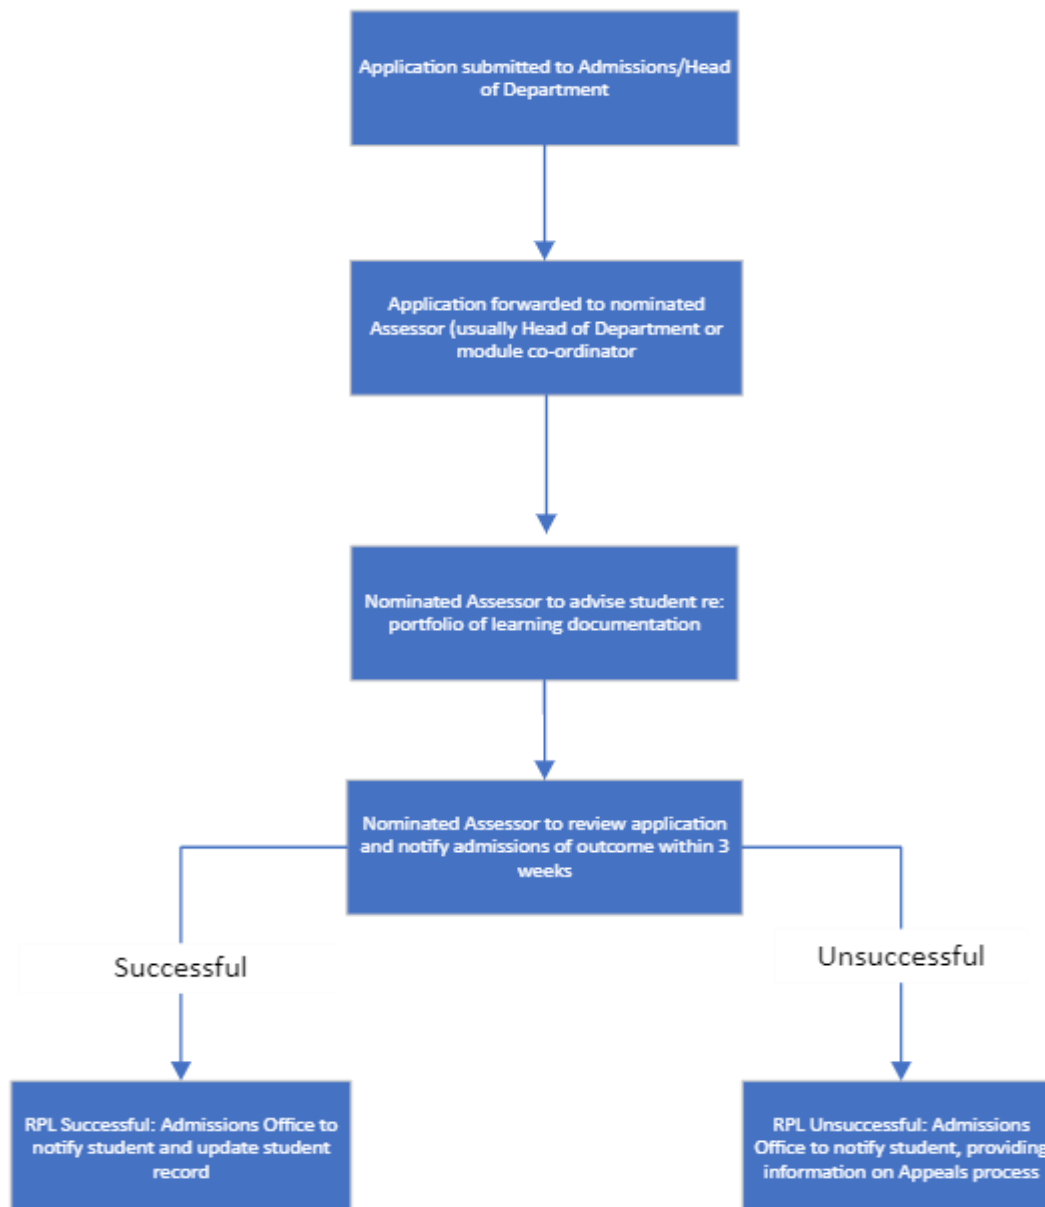 Application submitted to Admissions/Head
of Department
Application forwarded to nominated
Assessor (usually Head of Department or
module co-ordinator
Nominated Assessor to advise student re:
portfolio of learning documentation
Nominated Assessor to review application
and notify admissions of outcome within 3
weeks
Successful
Unsuccessful
RPL Successful: Admissions Office to
notify student and update student
record
RPL Unsuccessful: Admissions
Office to notify student, providing
information on Appeals process